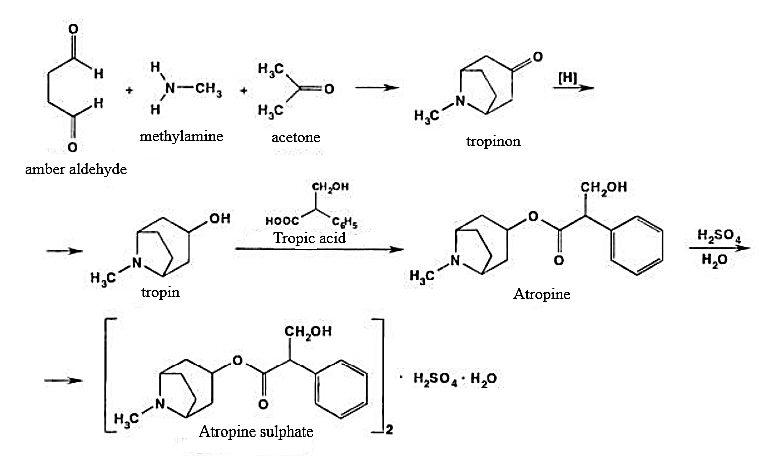 O
H
H
O
amber aldehyde
+
H
N—CH3
H
methylamine
+
H3C
=O
H3C
acetone
O
N
H3C
tropinon
[H]
OH
N
H3C
tropin
CH2OH
HOOC C6H5
Tropic acid
CH2OH
O
O
N
H3C
Atropine
H2SO4
H2O
CH2OH
O
O
N
H3C
Atropine sulphate
2
· H2SO4 · H2O